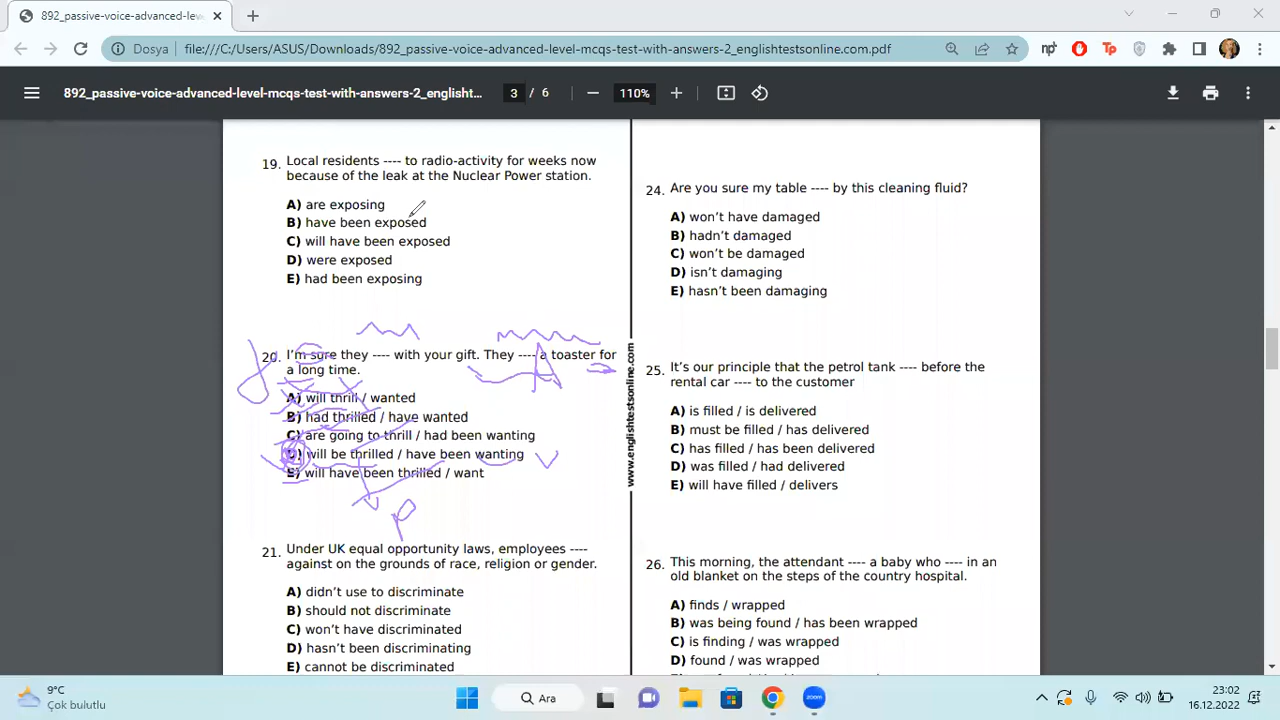 892_passive-voice-advanced-lev
Dosya
file:///C:/Users/ASUS/Downloads/892_passive-voice-advanced-level-mcqs-test-with-answers-2_englishtestsonline.com.pdf
892_passive-voice-advanced-level-mcqs-test-with-answers-2_englisht...
3 / 6
110%
19. Local residents ---- to radio-activity for weeks now
because of the leak at the Nuclear Power station.
A) are exposing
B) have been exposed
C) will have been exposed
D) were exposed
E) had been exposing
20. I'm sure they ---- with your gift. They ---- a toaster for
a long time.
A) will thrill / wanted
B) had thrilled / have wanted
C) are going to thrill / had been wanting
D) will be thrilled / have been wanting
E) will have been thrilled / want
A
P
21. Under UK equal opportunity laws, employees ----
against on the grounds of race, religion or gender.
A) didn't use to discriminate
B) should not discriminate
C) won't have discriminated
D) hasn't been discriminating
E) cannot be discriminated
www.englishtestsonline.com
24. Are you sure my table ---- by this cleaning fluid?
A) won't have damaged
B) hadn't damaged
C) won't be damaged
D) isn't damaging
E) hasn't been damaging
25. It's our principle that the petrol tank ---- before the
rental car ---- to the customer
A) is filled / is delivered
B) must be filled / has delivered
C) has filled / has been delivered
D) was filled / had delivered
E) will have filled / delivers
26. This morning, the attendant ---- a baby who ---- in an
old blanket on the steps of the country hospital.
A) finds / wrapped
B) was being found / has been wrapped
C) is finding / was wrapped
D) found / was wrapped
9°C
Çok bulutlu
Ara
23:02
16.12.2022